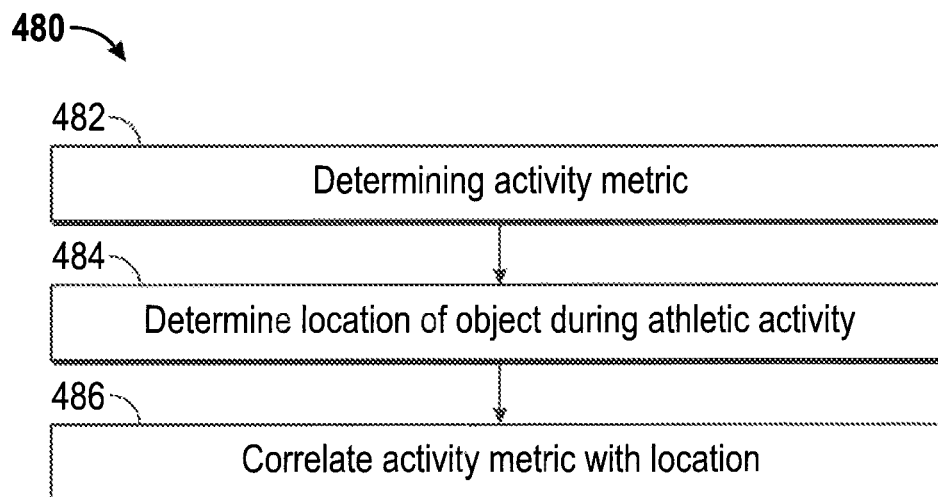 480
482
Determining activity metric
484
Determine location of object during athletic activity
486
Correlate activity metric with location